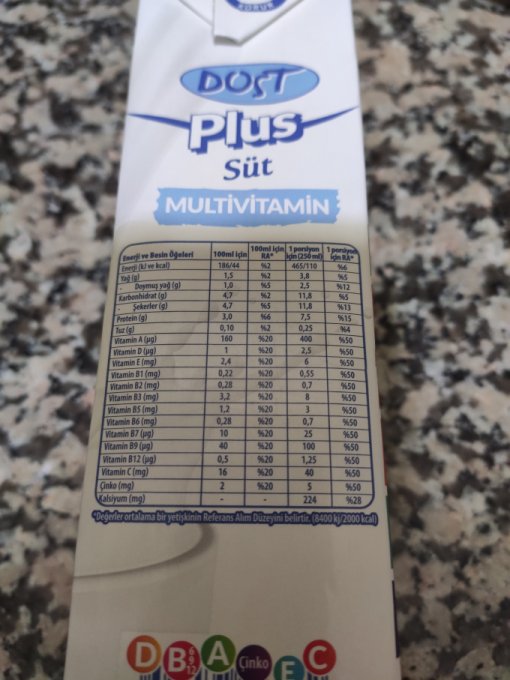 KORUR
DOST
Plus
Süt
MULTİVİTAMİN
Enerji ve Besin Öğeleri 100ml için 100ml için RA* 1 porsiyon için (250 ml) 1 porsiyon için RA*
Enerji (kJ ve kcal) 186/44 %2 465/110 %6
Yağ (g) 1,5 %2 3,8 %5
Doymuş yağ (g) 1,0 %5 2,5 %12
Karbonhidrat (g) 4,7 %2 11,8 %5
Şekerler (g) 4,7 %5 11,8 %13
Protein (g) 3,0 %6 7,5 %15
Tuz (g) 0,10 %2 0,25 %4
Vitamin A (µg) 160 %20 400 %50
Vitamin D (µg) 1 %20 2,5 %50
Vitamin E (mg) 2,4 %20 6 %50
Vitamin B1 (mg) 0,22 %20 0,55 %50
Vitamin B2 (mg) 0,28 %20 0,7 %50
Vitamin B3 (mg) 3,2 %20 8 %50
Vitamin B5 (mg) 1,2 %20 3 %50
Vitamin B6 (mg) 0,28 %20 0,7 %50
Vitamin B7 (µg) 10 %20 25 %50
Vitamin B9 (µg) 40 %20 100 %50
Vitamin B12 (µg) 0,5 %20 1,25 %50
Vitamin C (mg) 16 %20 40 %50
Çinko (mg) 2 %20 5 %50
Kalsiyum (mg) - - 224 %28
*Değerler ortalama bir yetişkinin Referans Alım Düzeyini belirtir. (8400 kj/2000 kcal)
D B 6 9 12 A Çinko E C